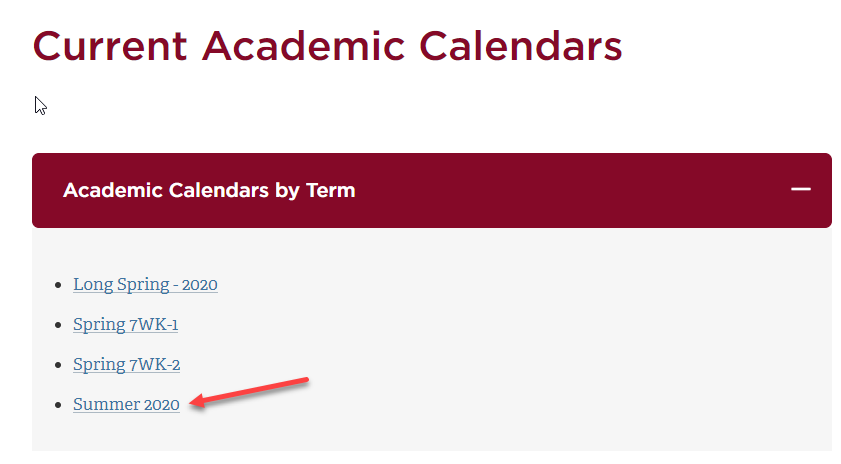 Current Academic Calendars
Academic Calendars by Term
Long Spring - 2020
Spring 7WK-1
Spring 7WK-2
Summer 2020